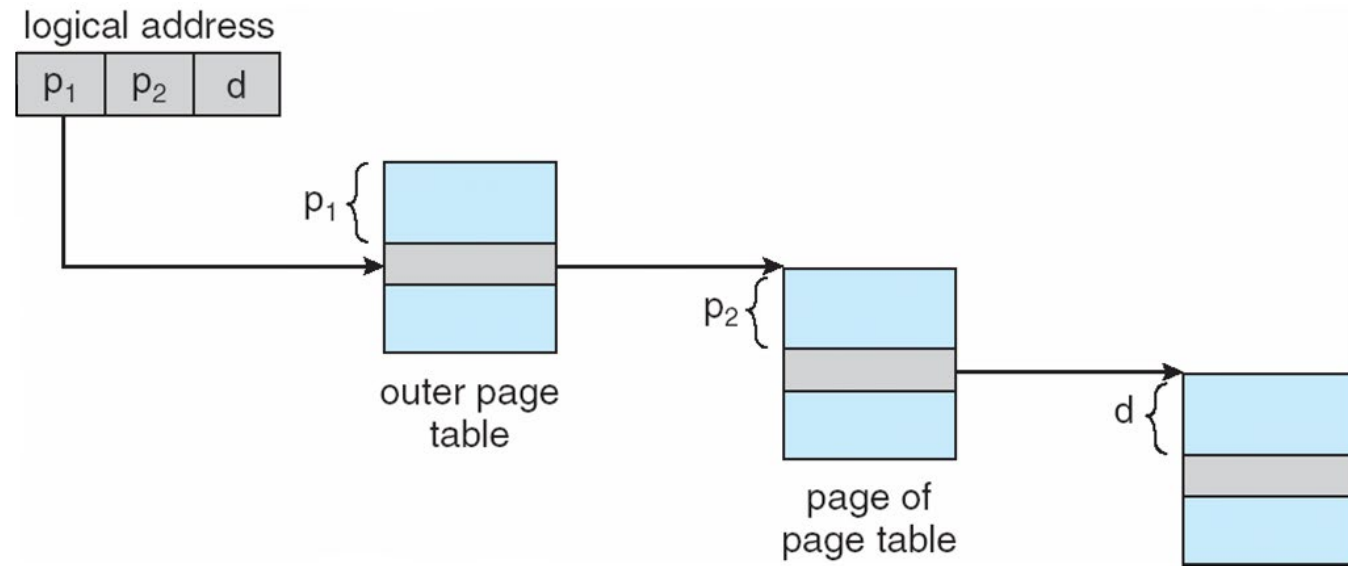 logical address
p₁ p₂ d
p₁
outer page
table
p₂
page of
page table
d